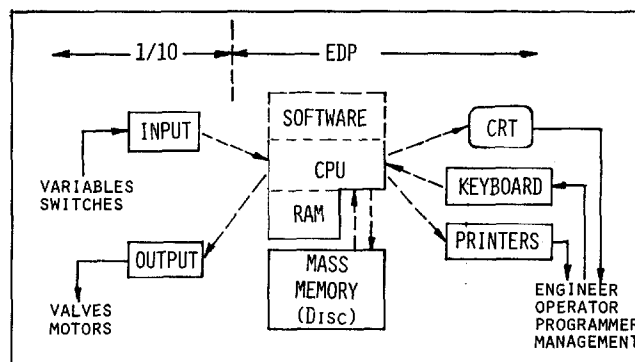 1/10
EDP
SOFTWARE
INPUT
CPU
CRT
VARIABLES
SWITCHES
KEYBOARD
RAM
PRINTERS
OUTPUT
MASS
MEMORY
(DISC)
VALVES
MOTORS
ENGINEER
OPERATOR
PROGRAMMER
MANAGEMENT